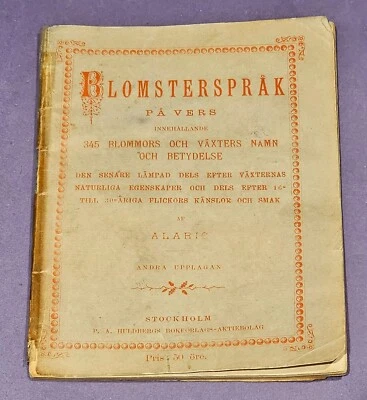 BLOMSTERSPRÅK
PÅ VERS
INNEHÅLLANDE
345 BLOMMORS OCH VÄXTERS NAMN
OCH BETYDELSE
DEN SENARE LÄMPAD DELS EFTER VÄXTERNAS
NATURLIGA EGENSKAPER OCH DELS EFTER 16-
TILL 20-ÅRIGA FLICKORS KÄNSLOR OCH SMAK
AF
ALARIC
ANDRA UPPLAGAN
STOCKHOLM
P. A. HULDBERGS BOKFÖRLAGS-AKTIEBOLAG
Pris: 50 öre.